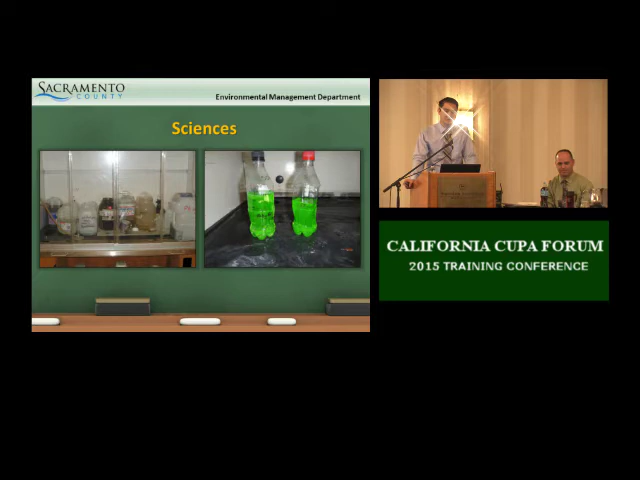 SACRAMENTO
COUNTY
Environmental Management Department
Sciences
CALIFORNIA CUPA FORUM
2015 TRAINING CONFERENCE